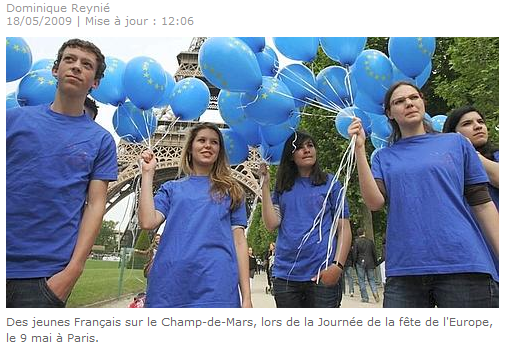 Dominique Reynié
18/05/2009 | Mise à jour : 12:06
Des jeunes Français sur le Champ-de-Mars, lors de la Journée de la fête de l'Europe,
le 9 mai à Paris.